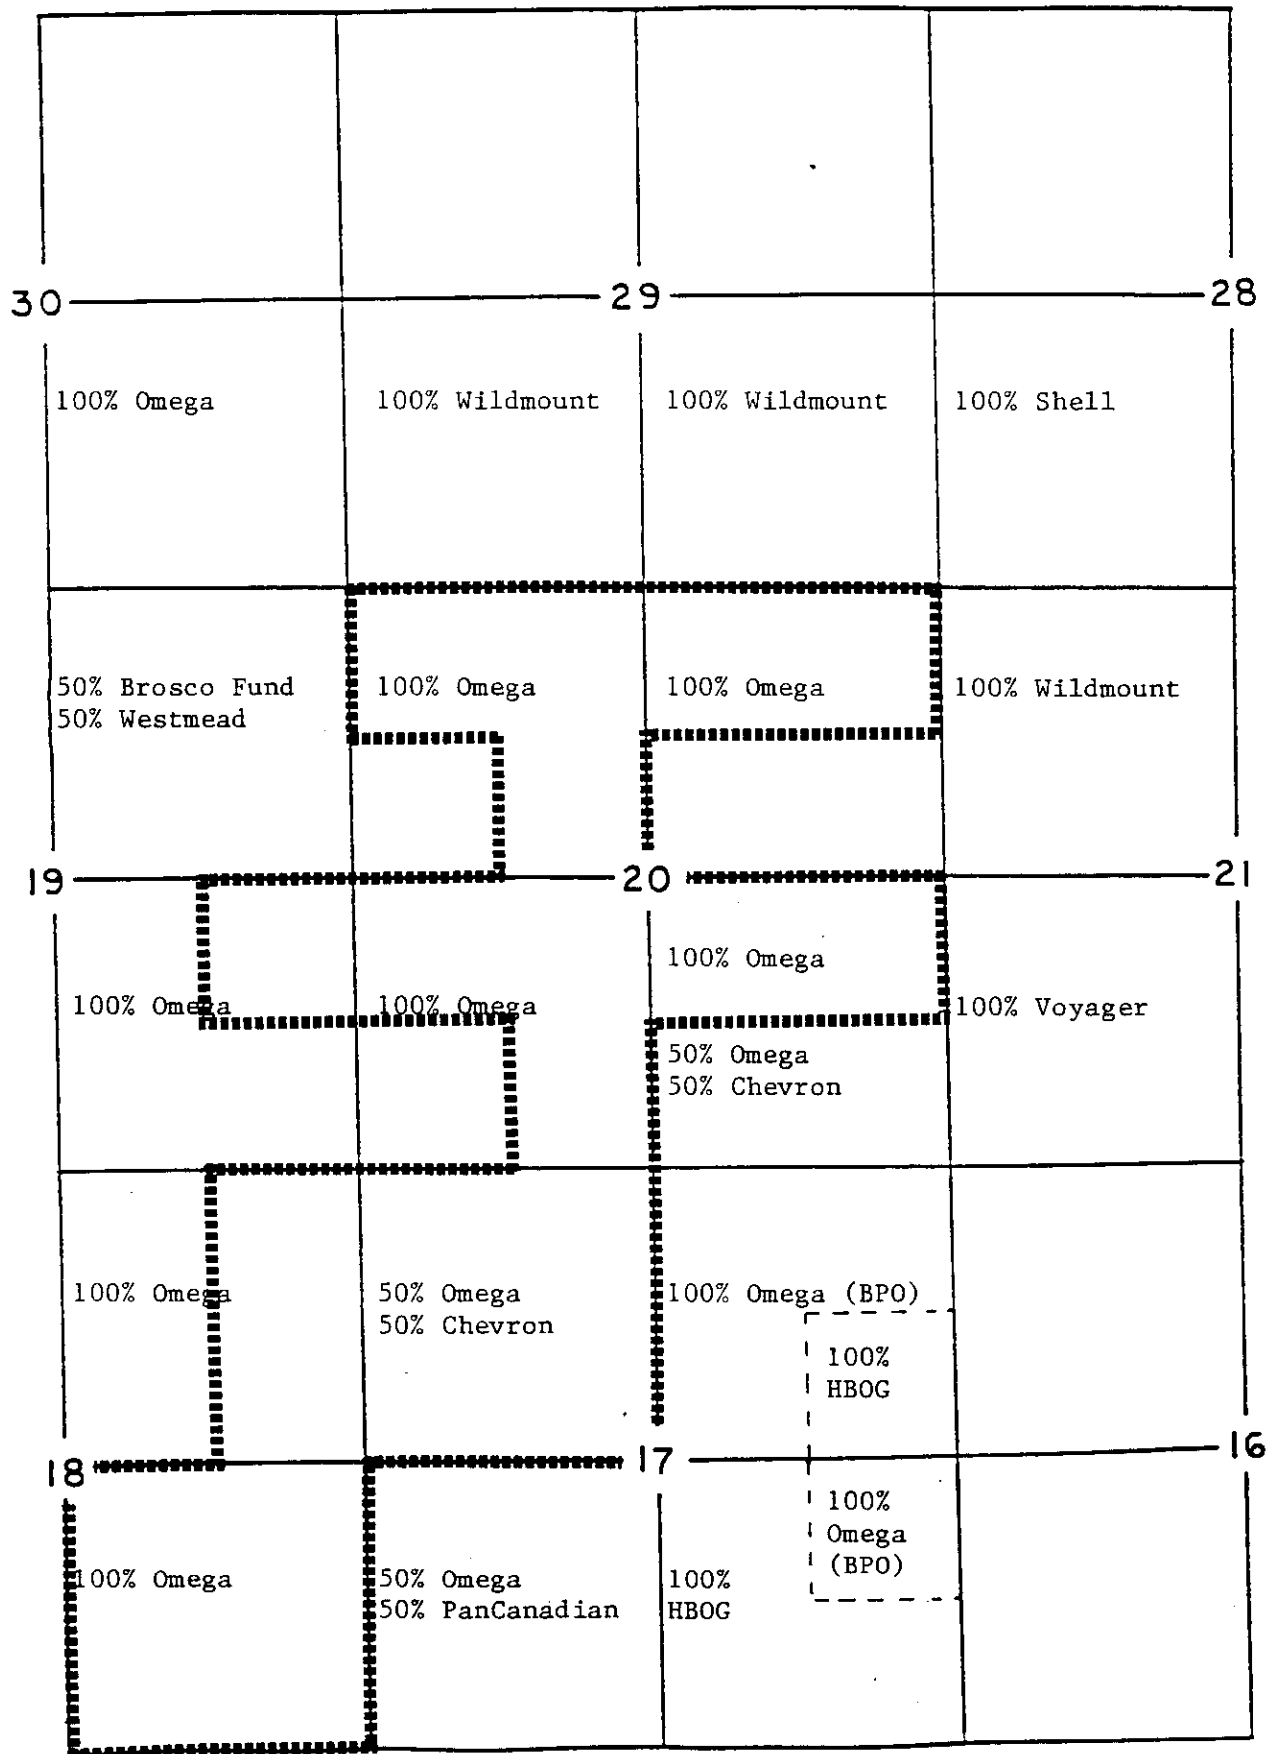 30
29
28
100% Omega
100% Wildmount
100% Wildmount
100% Shell
50% Brosco Fund
50% Westmead
100% Omega
100% Omega
100% Wildmount
19
20
21
100% Omega
100% Omega
100% Omega
50% Omega
50% Chevron
100% Voyager
100% Omega
50% Omega
50% Chevron
100% Omega (BPO)
100%
HBOG
18
17
16
100% Omega
50% Omega
50% PanCanadian
100%
HBOG
100%
Omega
(BPO)